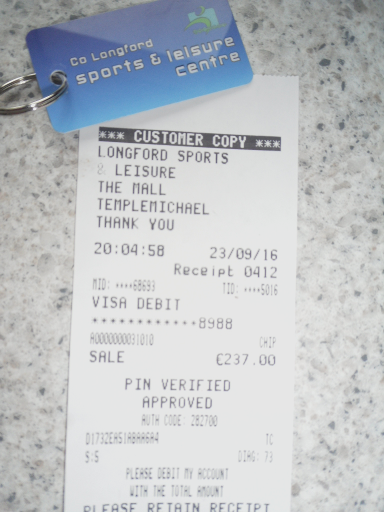 Co Longford
sports & leisure
centre
*** CUSTOMER COPY ***
LONGFORD SPORTS
& LEISURE
THE MALL
TEMPLEMICHAEL
THANK YOU
20:04:58 23/09/16
Receipt 0412
MID: ****68693 TID: ****5016
VISA DEBIT
************8988
A0000000031010 CHIP
SALE €237.00
PIN VERIFIED
APPROVED
AUTH CODE: 282700
TC
S:S DIAG: 73
PLEASE DEBIT MY ACCOUNT
WITH THE TOTAL AMOUNT
PLEASE RETAIN RECEIPT